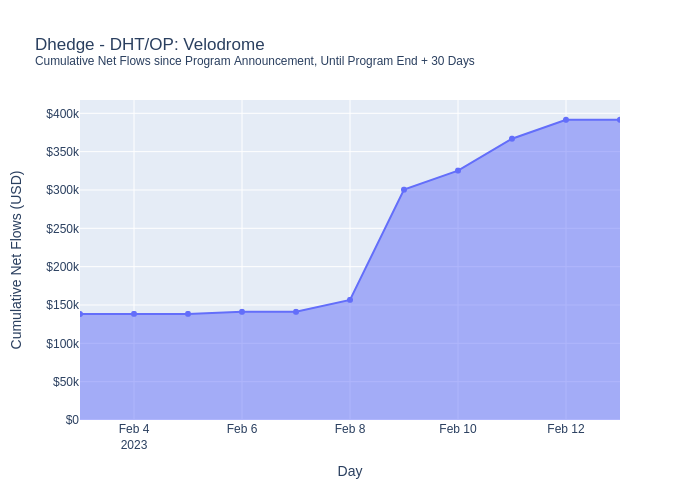 Dhedge - DHT/OP: Velodrome
Cumulative Net Flows since Program Announcement, Until Program End + 30 Days
Cumulative Net Flows (USD)
$400k
$350k
$300k
$250k
$200k
$150k
$100k
$50k
$0
Feb 4
2023
Feb 6
Feb 8
Feb 10
Feb 12
Day